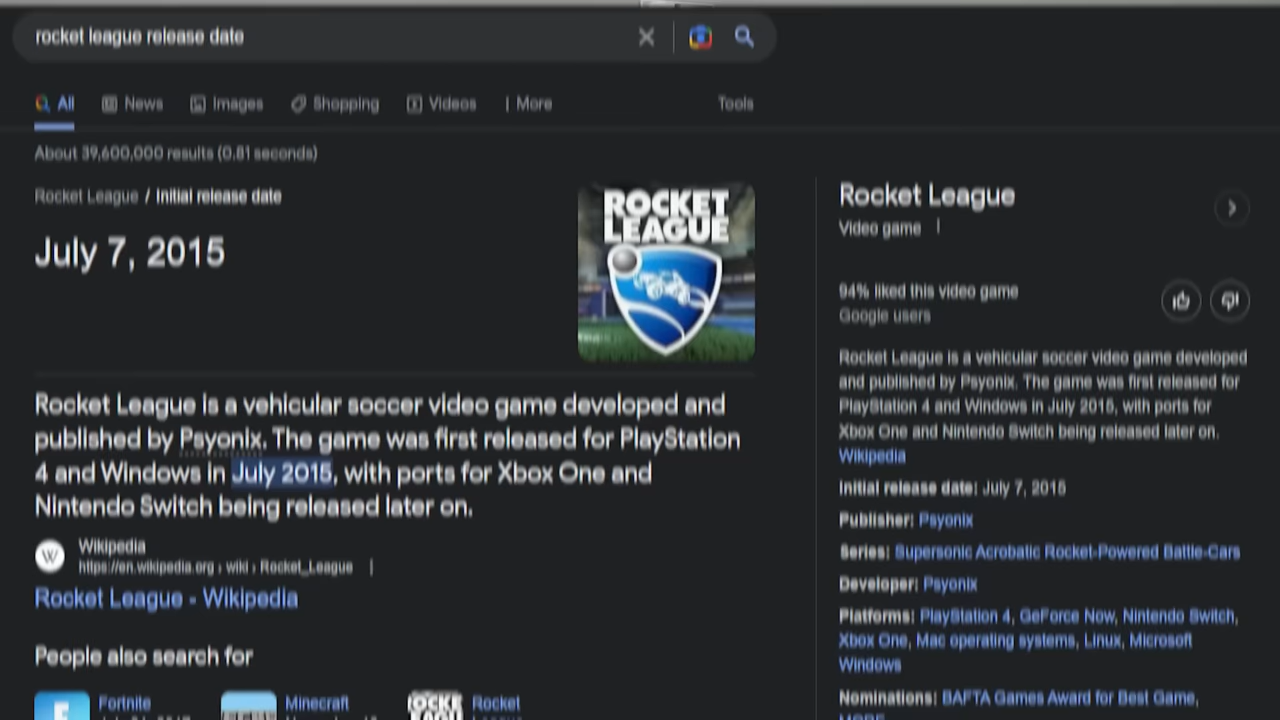 rocket league release date
All News Images Shopping Videos More Tools
About 39,600,000 results (0.81 seconds)
Rocket League / Initial release date
July 7, 2015
ROCKET
LEAGUE
Rocket League is a vehicular soccer video game developed and
published by Psyonix. The game was first released for PlayStation
4 and Windows in July 2015, with ports for Xbox One and
Nintendo Switch being released later on.
W
Wikipedia
https://en.wikipedia.org › wiki › Rocket_League
Rocket League - Wikipedia
People also search for
Fortnite
Minecraft
Rocket
Rocket League
Video game
94% liked this video game
Google users
Rocket League is a vehicular soccer video game developed
and published by Psyonix. The game was first released for
PlayStation 4 and Windows in July 2015, with ports for
Xbox One and Nintendo Switch being released later on.
Wikipedia
Initial release date: July 7, 2015
Publisher: Psyonix
Series: Supersonic Acrobatic Rocket-Powered Battle-Cars
Developer: Psyonix
Platforms: PlayStation 4, GeForce Now, Nintendo Switch,
Xbox One, Mac operating systems, Linux, Microsoft
Windows
Nominations: BAFTA Games Award for Best Game,